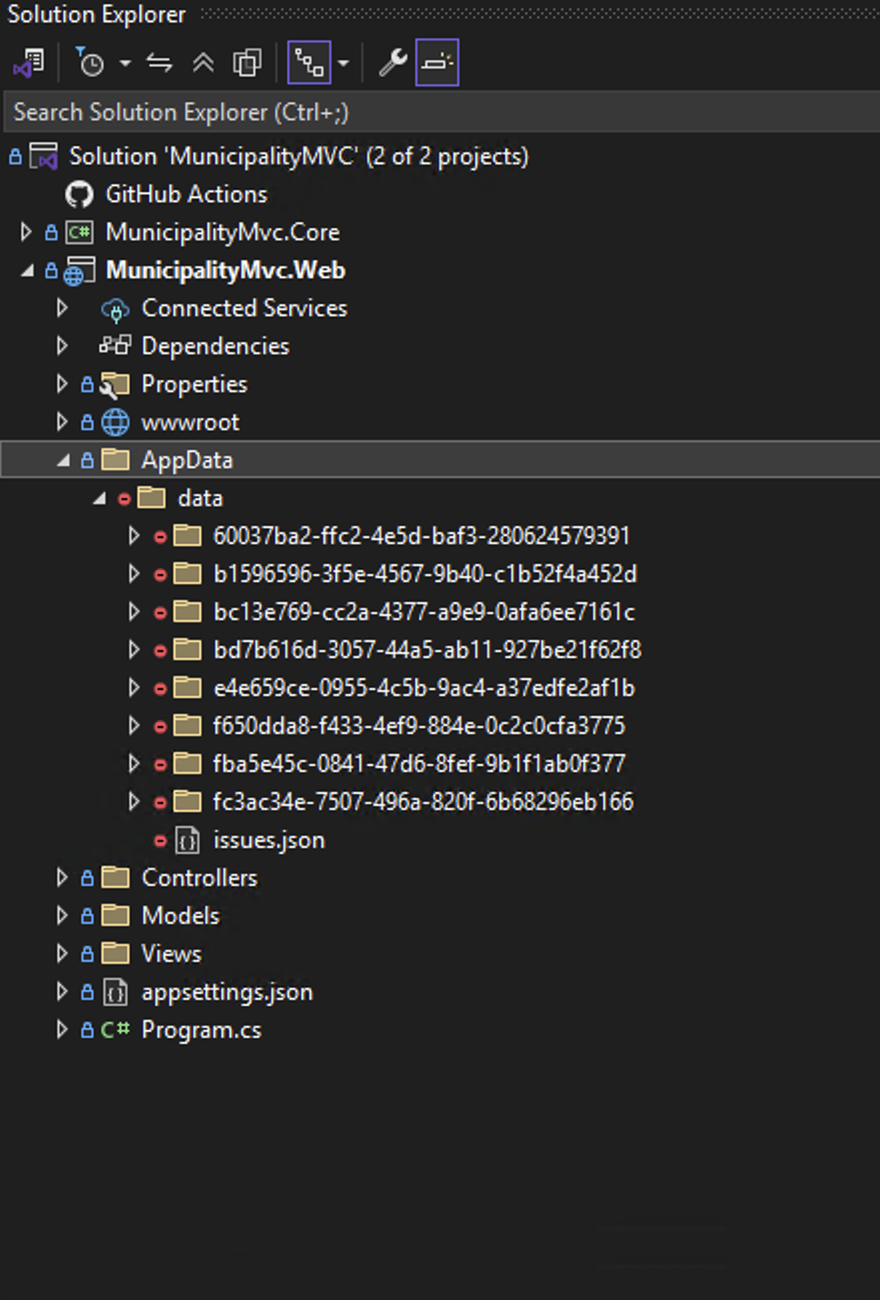 Solution Explorer
Search Solution Explorer (Ctrl+;)
Solution 'MunicipalityMVC' (2 of 2 projects)
GitHub Actions
C# MunicipalityMvc.Core
MunicipalityMvc.Web
Connected Services
Dependencies
Properties
wwwroot
AppData
data
60037ba2-ffc2-4e5d-baf3-280624579391
b1596596-3f5e-4567-9b40-c1b52f4a452d
bc13e769-cc2a-4377-a9e9-0afa6ee7161c
bd7b616d-3057-44a5-ab11-927be21f62f8
e4e659ce-0955-4c5b-9ac4-a37edfe2af1b
f650dda8-f433-4ef9-884e-0c2c0cfa3775
fba5e45c-0841-47d6-8fef-9b1f1ab0f377
fc3ac34e-7507-496a-820f-6b68296eb166
issues.json
Controllers
Models
Views
appsettings.json
C# Program.cs